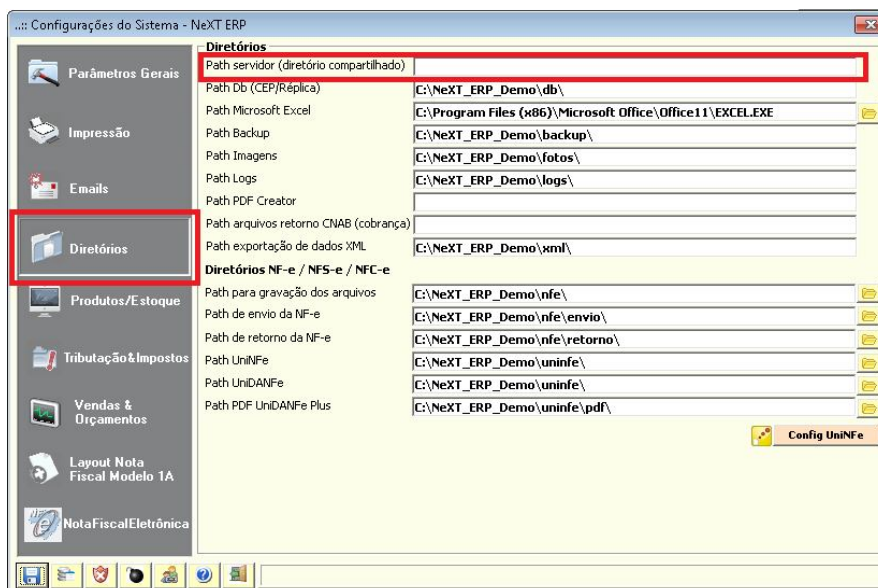 ..:: Configurações do Sistema - NeXT ERP
Parâmetros Gerais
Impressão
Emails
Diretórios
Produtos/Estoque
Tributação&Impostos
Vendas &
Orçamentos
Layout Nota
Fiscal Modelo 1A
NotaFiscalEletrônica
Diretórios
Path servidor (diretório compartilhado)
Path Db (CEP/Réplica) C:\NeXT_ERP_Demo\db\
Path Microsoft Excel C:\Program Files (x86)\Microsoft Office\Office11\EXCEL.EXE
Path Backup C:\NeXT_ERP_Demo\backup\
Path Imagens C:\NeXT_ERP_Demo\fotos\
Path Logs C:\NeXT_ERP_Demo\logs\
Path PDF Creator
Path arquivos retorno CNAB (cobrança)
Path exportação de dados XML C:\NeXT_ERP_Demo\xml\
Diretórios NF-e / NFS-e / NFC-e
Path para gravação dos arquivos C:\NeXT_ERP_Demo\nfe\
Path de envio da NF-e C:\NeXT_ERP_Demo\nfe\envio\
Path de retorno da NF-e C:\NeXT_ERP_Demo\nfe\retorno\
Path UniNFe C:\NeXT_ERP_Demo\uninfe\
Path UniDANFe C:\NeXT_ERP_Demo\uninfe\
Path PDF UniDANFe Plus C:\NeXT_ERP_Demo\uninfe\pdf\
Config UniNFe